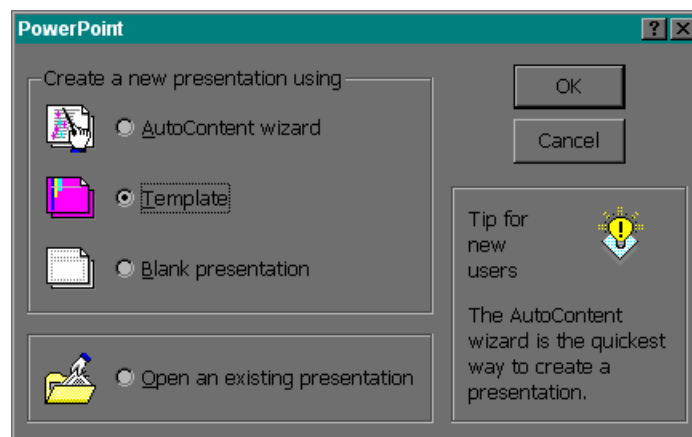 PowerPoint
Create a new presentation using
AutoContent wizard
Template
Blank presentation
Open an existing presentation
OK
Cancel
Tip for
new
users
The AutoContent
wizard is the quickest
way to create a
presentation.